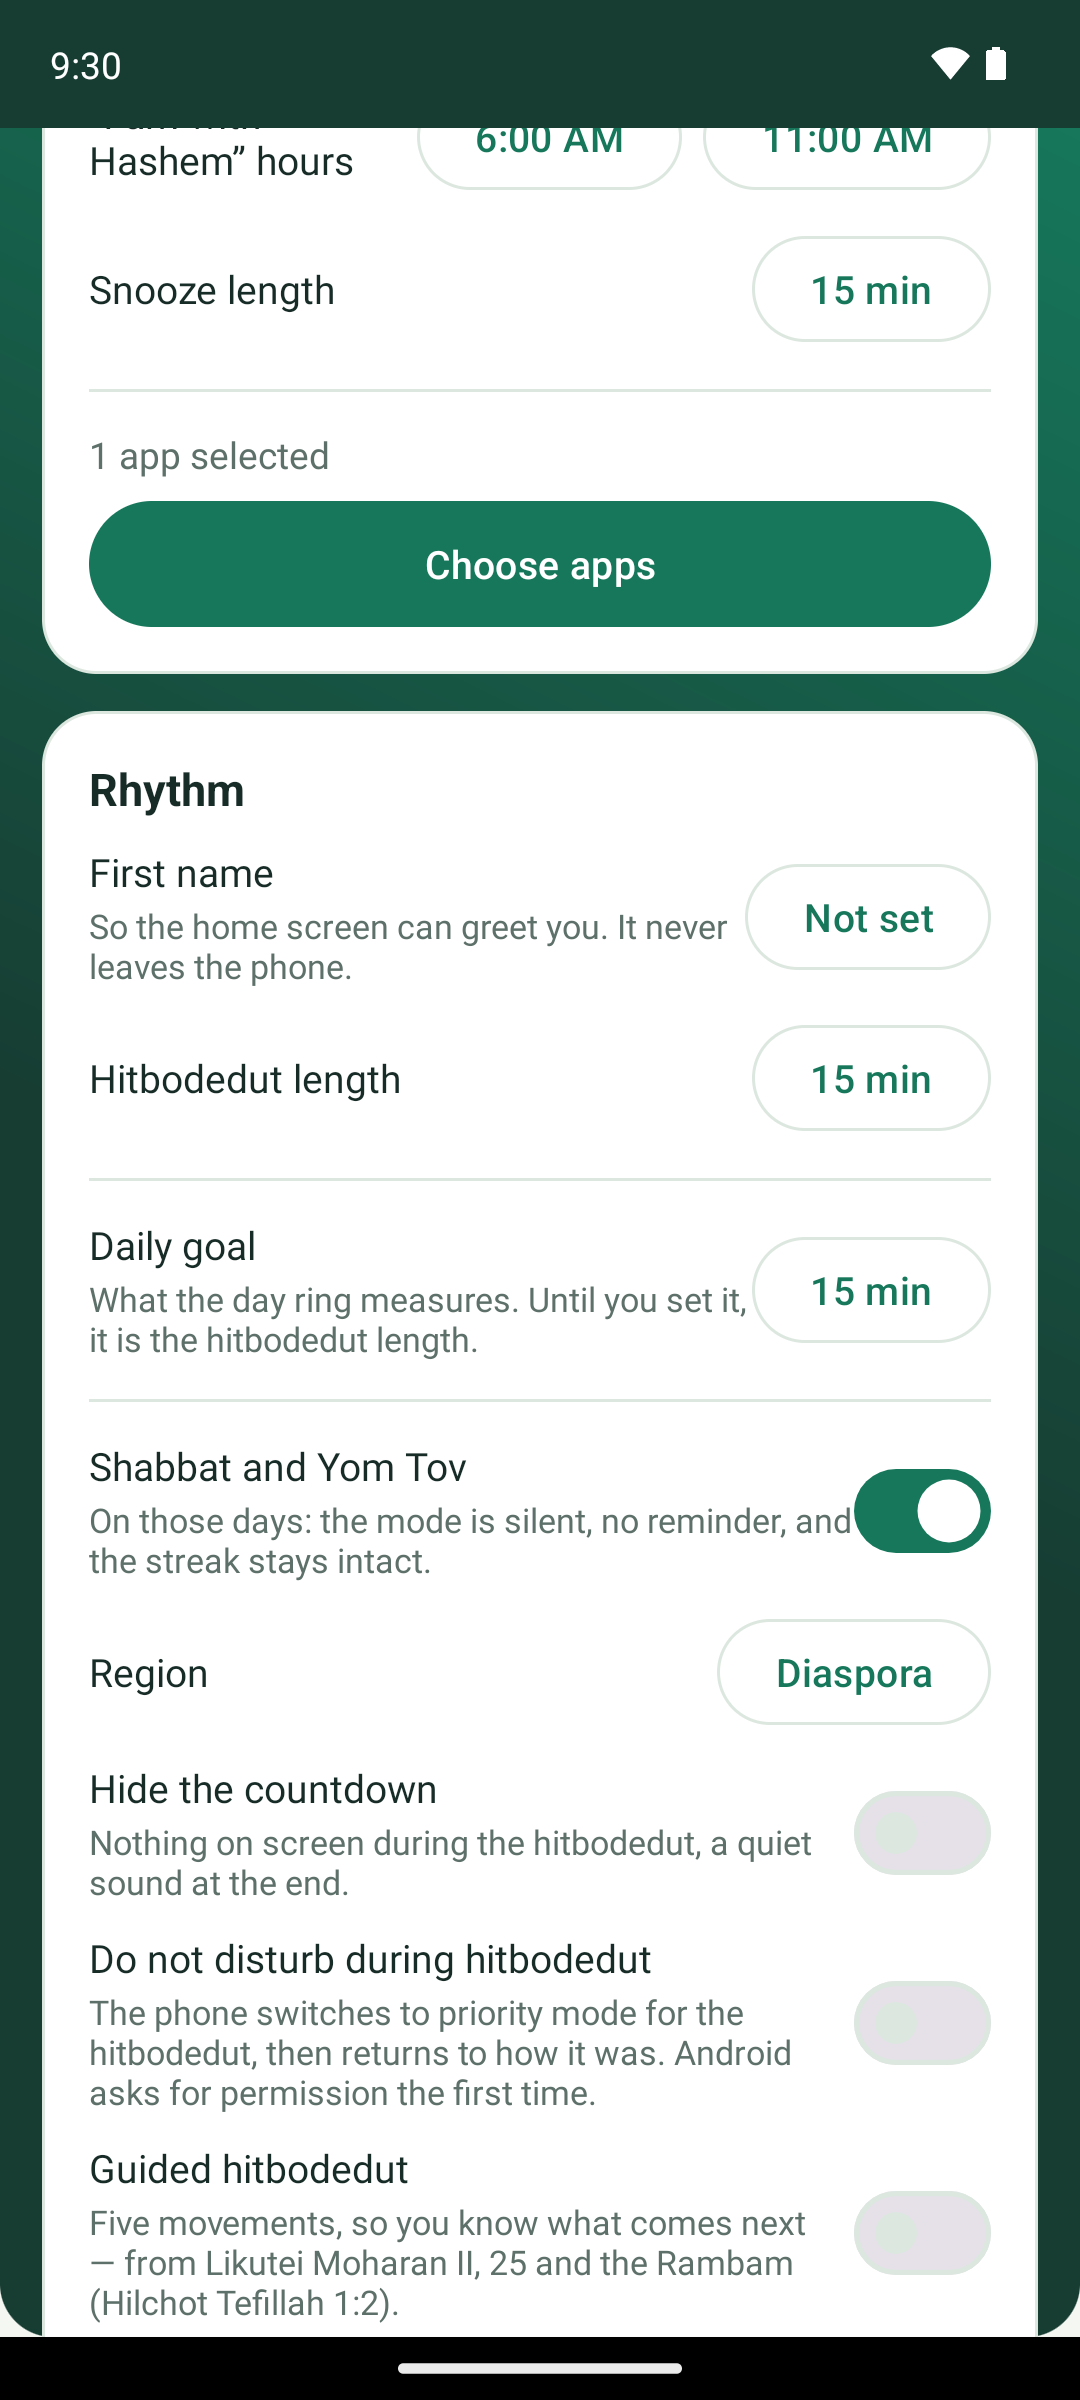 9:30
Hashem” hours
6:00 AM
11:00 AM
Snooze length
15 min
1 app selected
Choose apps
Rhythm
First name
So the home screen can greet you. It never
leaves the phone.
Not set
Hitbodedut length
15 min
Daily goal
What the day ring measures. Until you set it,
it is the hitbodedut length.
15 min
Shabbat and Yom Tov
On those days: the mode is silent, no reminder, and
the streak stays intact.
Region
Diaspora
Hide the countdown
Nothing on screen during the hitbodedut, a quiet
sound at the end.
Do not disturb during hitbodedut
The phone switches to priority mode for the
hitbodedut, then returns to how it was. Android
asks for permission the first time.
Guided hitbodedut
Five movements, so you know what comes next
— from Likutei Moharan II, 25 and the Rambam
(Hilchot Tefillah 1:2).